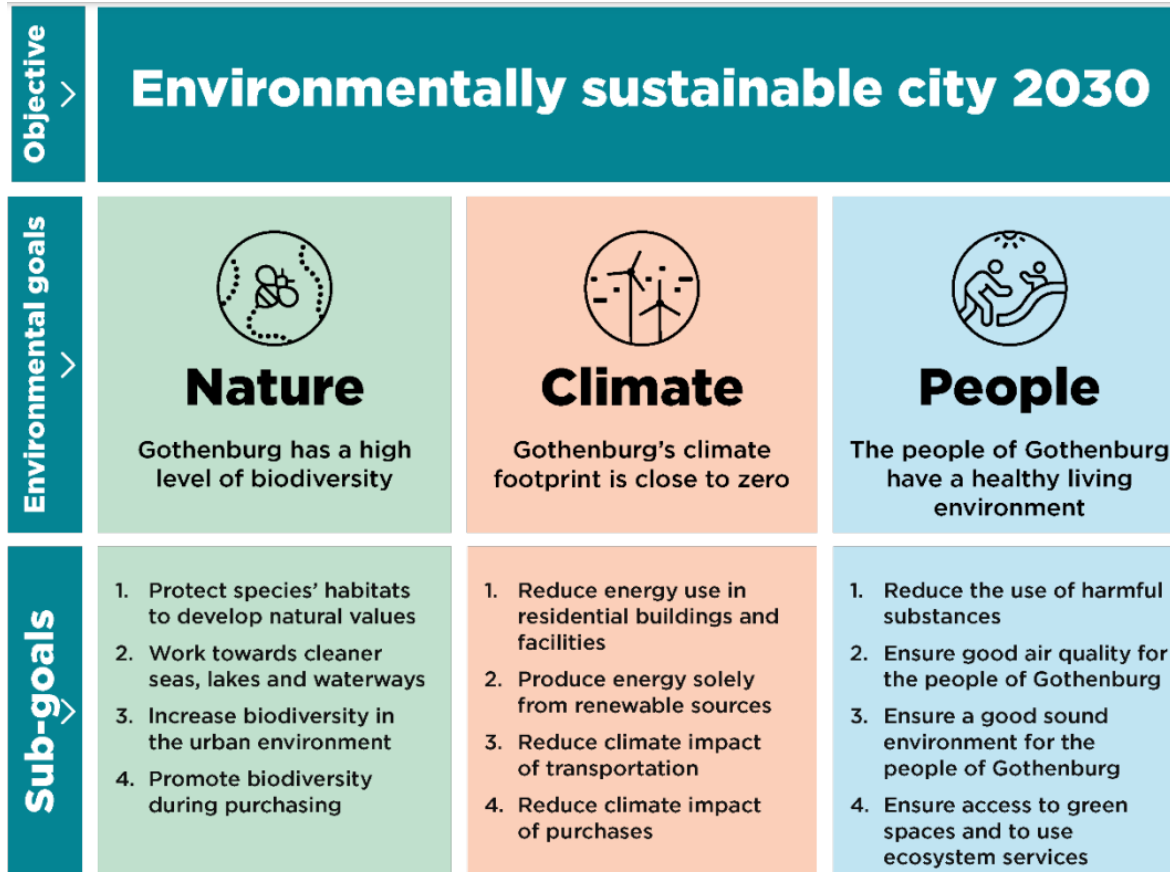 Objective
Environmentally sustainable city 2030
Environmental goals
Nature
Gothenburg has a high
level of biodiversity
Climate
Gothenburg's climate
footprint is close to zero
People
The people of Gothenburg
have a healthy living
environment
Sub-goals
1. Protect species' habitats
to develop natural values
2. Work towards cleaner
seas, lakes and waterways
3. Increase biodiversity in
the urban environment
4. Promote biodiversity
during purchasing
1. Reduce energy use in
residential buildings and
facilities
2. Produce energy solely
from renewable sources
3. Reduce climate impact
of transportation
4. Reduce climate impact
of purchases
1. Reduce the use of harmful
substances
2. Ensure good air quality for
the people of Gothenburg
3. Ensure a good sound
environment for the
people of Gothenburg
4. Ensure access to green
spaces and to use
ecosystem services